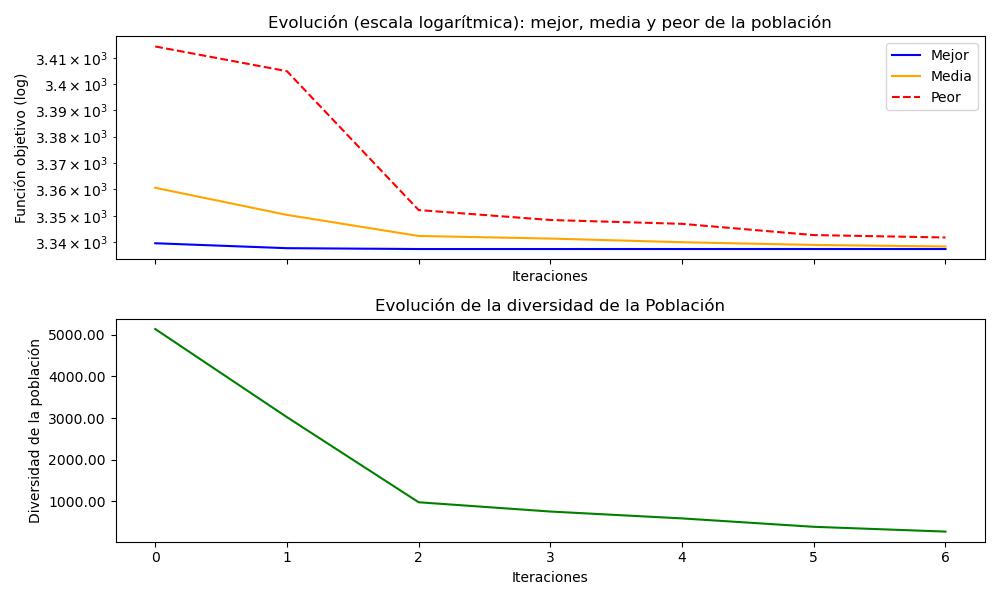 Evolución (escala logarítmica): mejor, media y peor de la población
Función objetivo (log)
3.41 × 10³
3.4 × 10³
3.39 × 10³
3.38 × 10³
3.37 × 10³
3.36 × 10³
3.35 × 10³
3.34 × 10³
Mejor
Media
Peor
Iteraciones
Evolución de la diversidad de la Población
Diversidad de la población
5000.00
4000.00
3000.00
2000.00
1000.00
0 1 2 3 4 5 6
Iteraciones